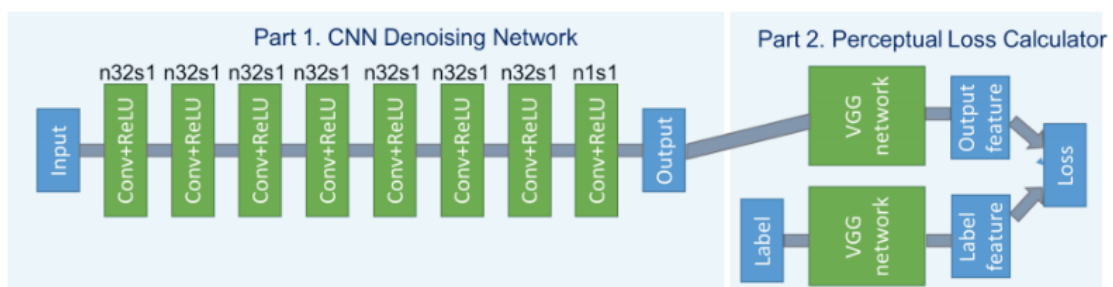 Part 1. CNN Denoising Network
n32s1 n32s1 n32s1 n32s1 n32s1 n32s1 n32s1 n1s1
Input
Conv+ReLU
Conv+ReLU
Conv+ReLU
Conv+ReLU
Conv+ReLU
Conv+ReLU
Conv+ReLU
Conv+ReLU
Output
Part 2. Perceptual Loss Calculator
VGG
network
Output
feature
Loss
Label
VGG
network
Label
feature